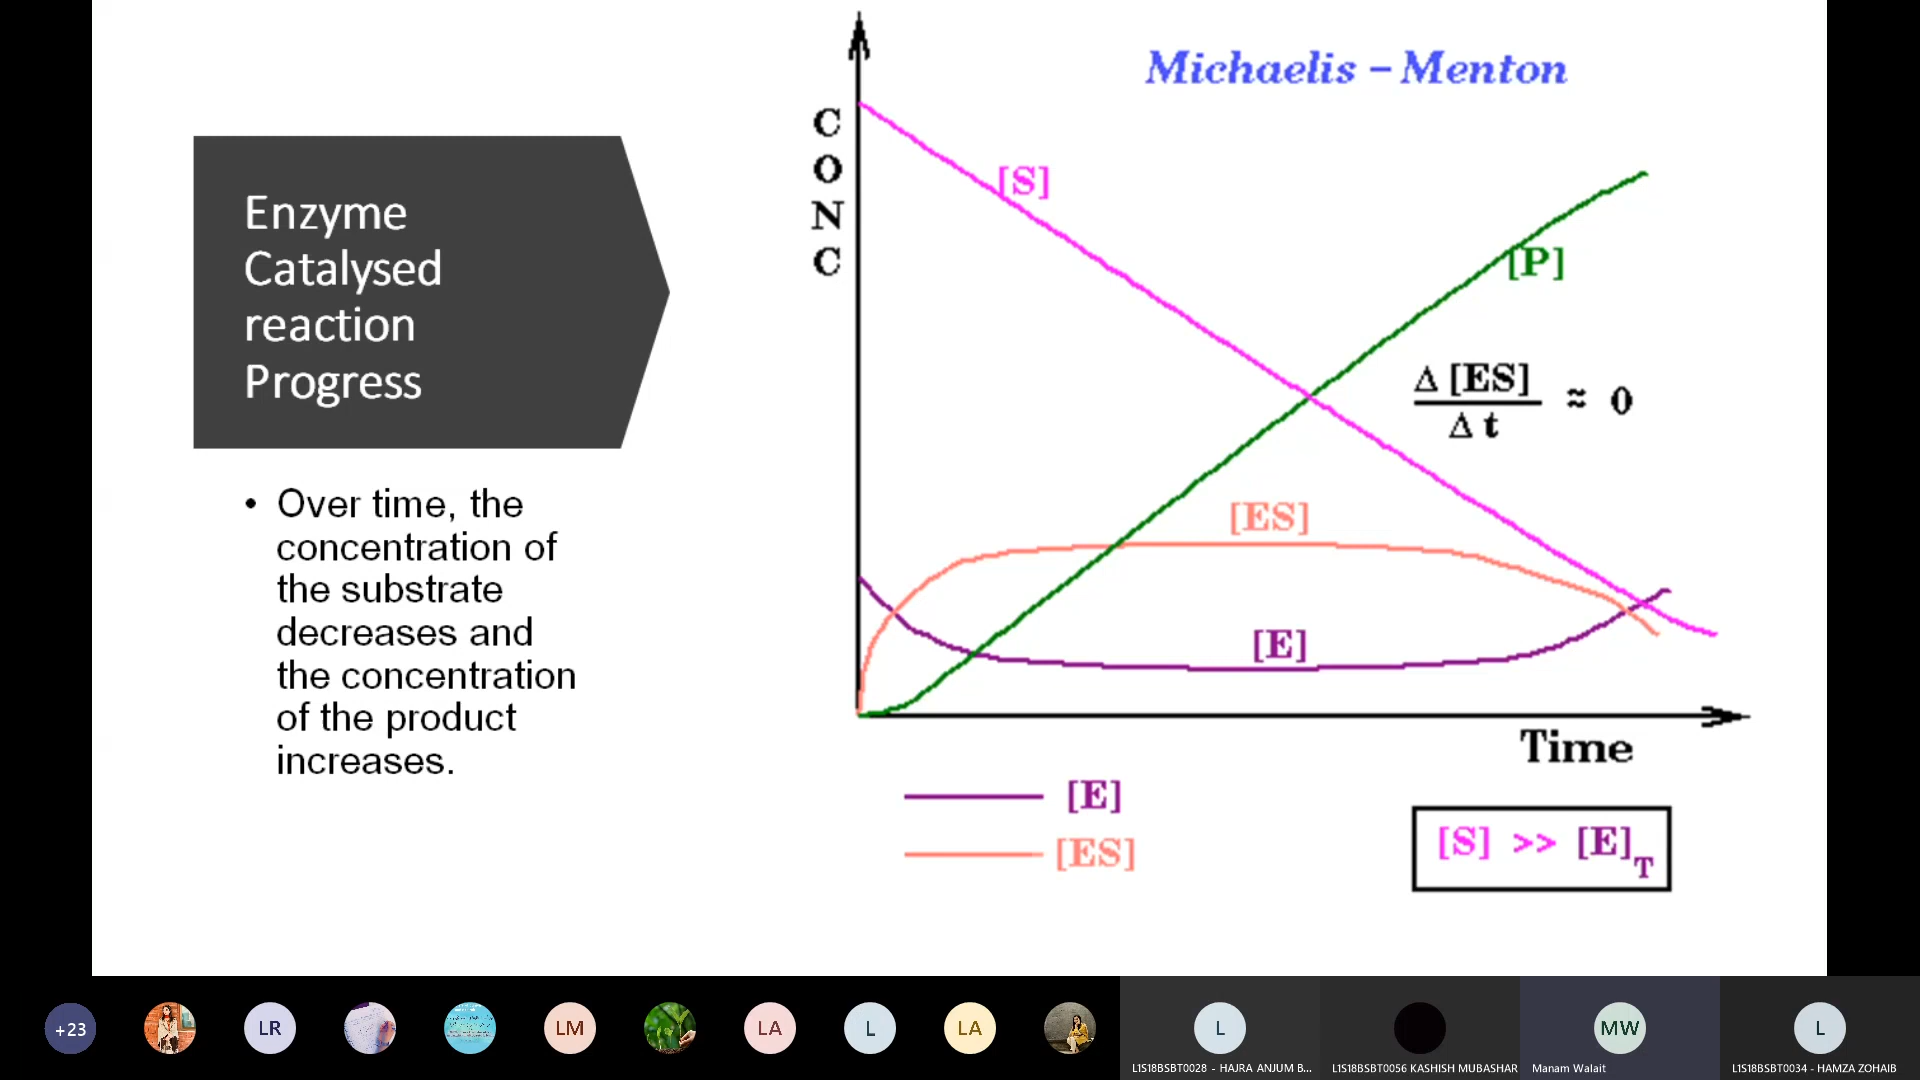 Michaelis – Menton
C
O
N
C
Enzyme
Catalysed
reaction
Progress
• Over time, the
concentration of
the substrate
decreases and
the concentration
of the product
increases.
[S]
[P]
Δ [ES]
Δ t
≈ 0
[ES]
[E]
Time
[E]
[ES]
[S] >> [E]T
+23
LR
LM
LA
L
LA
L
L1S18BSBT0028 - HAJRA ANJUM B...
L1S18BSBT0056 KASHISH MUBASHAR
MW
Manam Walait
L
L1S18BSBT0034 - HAMZA ZOHAIB